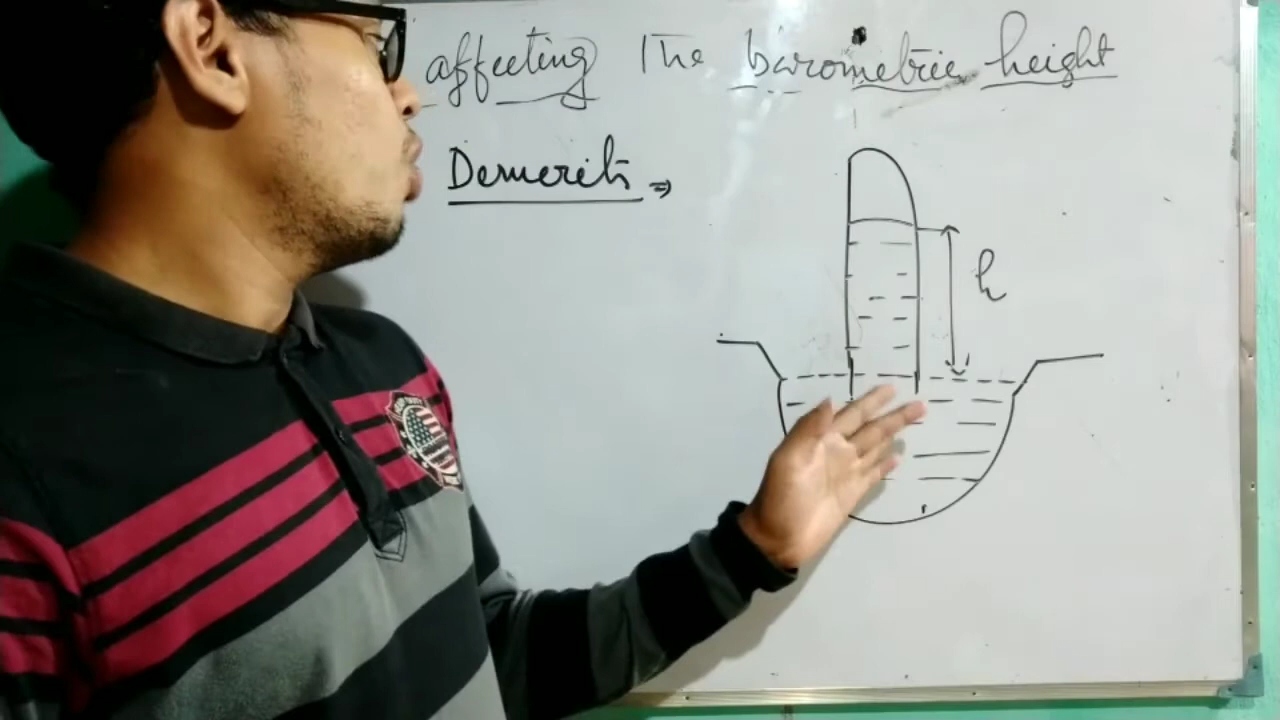 affecting The barometric height
Demerits ⇒
h